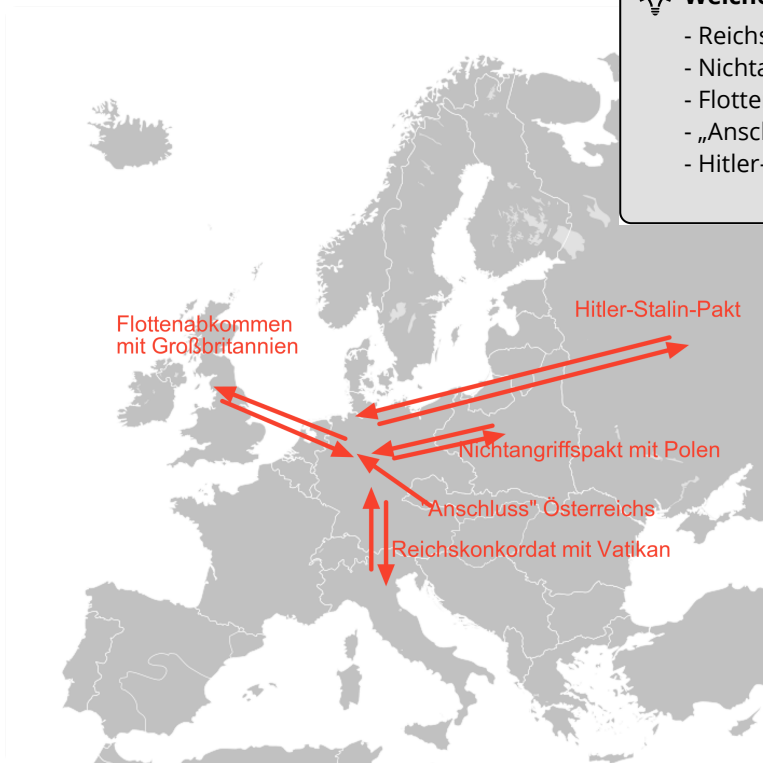 - Reichs
- Nichta
- Flotte
- „Ansch
- Hitler-
Flottenabkommen
mit Großbritannien
Hitler-Stalin-Pakt
Nichtangriffspakt mit Polen
"Anschluss" Österreichs
Reichskonkordat mit Vatikan